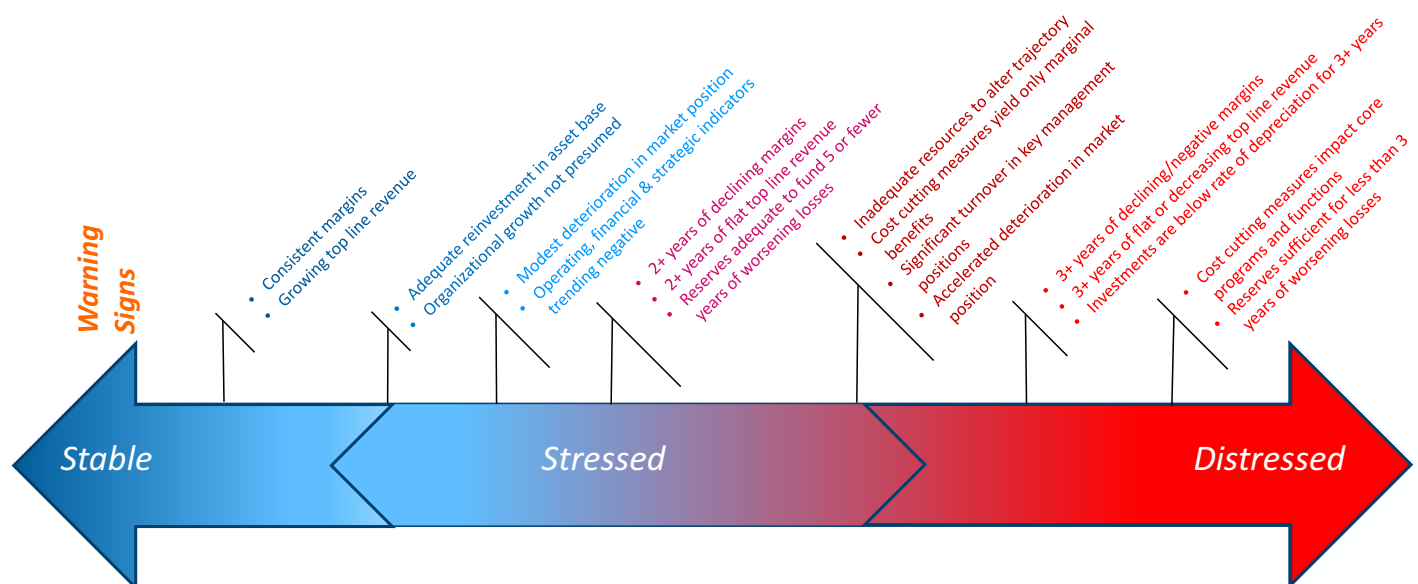 Warning
Signs
• Consistent margins
• Growing top line revenue
• Adequate reinvestment in asset base
• Organizational growth not presumed
• Modest deterioration in market position
• Operating, financial & strategic indicators
trending negative
• 2+ years of declining margins
• 2+ years of flat top line revenue
• Reserves adequate to fund 5 or fewer
years of worsening losses
• Inadequate resources to alter trajectory
• Cost cutting measures yield only marginal
benefits
• Significant turnover in key management
positions
• Accelerated deterioration in market
position
• 3+ years of declining/negative margins
• 3+ years of flat or decreasing top line revenue
• Investments are below rate of depreciation for 3+ years
• Cost cutting measures impact core
programs and functions
• Reserves sufficient for less than 3
years of worsening losses
Stable
Stressed
Distressed